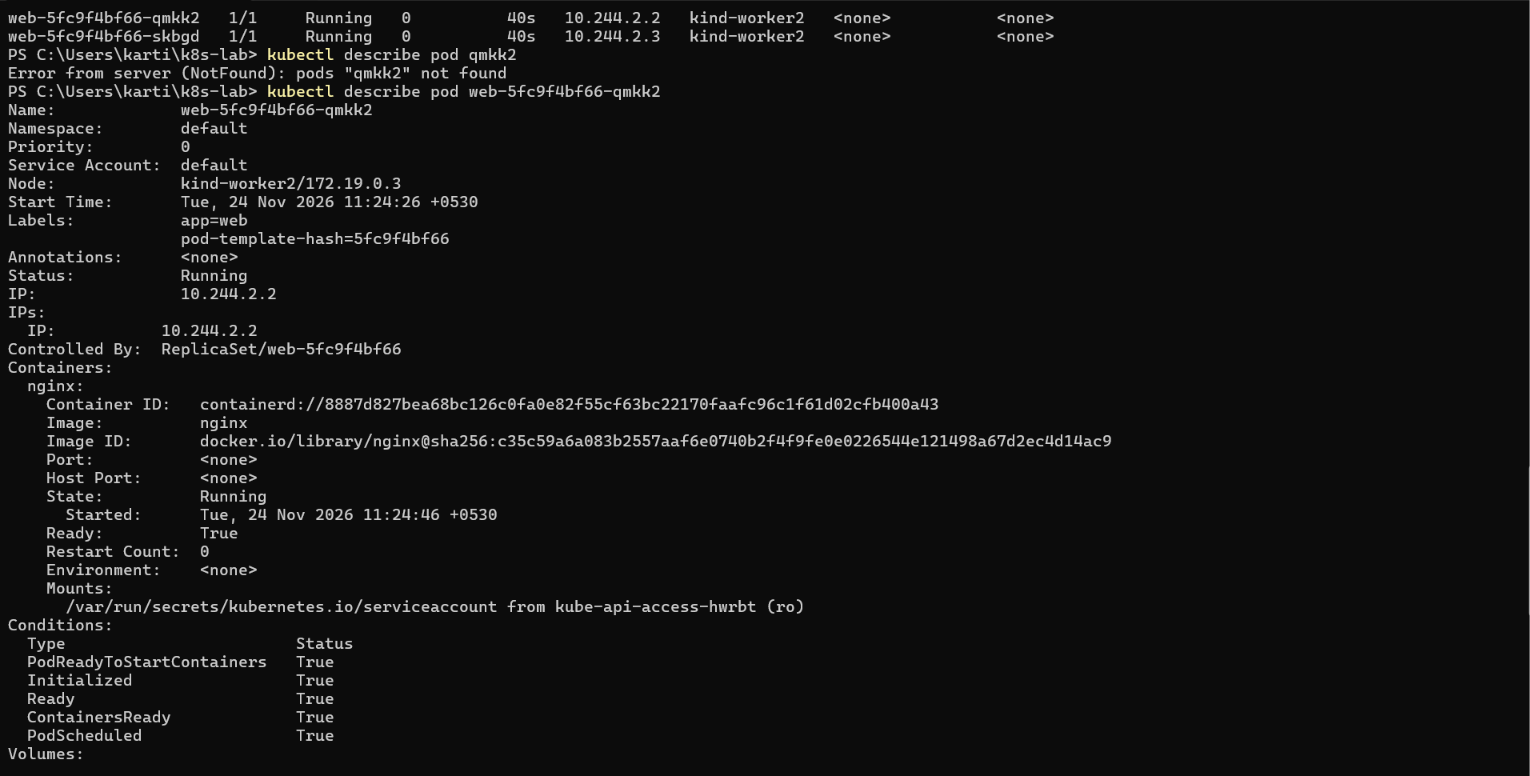 web-5fc9f4bf66-qmkk2   1/1     Running   0          40s   10.244.2.2   kind-worker2   <none>           <none>
web-5fc9f4bf66-skbgd   1/1     Running   0          40s   10.244.2.3   kind-worker2   <none>           <none>
PS C:\Users\karti\k8s-lab> kubectl describe pod qmkk2
Error from server (NotFound): pods "qmkk2" not found
PS C:\Users\karti\k8s-lab> kubectl describe pod web-5fc9f4bf66-qmkk2
Name:             web-5fc9f4bf66-qmkk2
Namespace:        default
Priority:         0
Service Account:  default
Node:             kind-worker2/172.19.0.3
Start Time:       Tue, 24 Nov 2026 11:24:26 +0530
Labels:           app=web
                  pod-template-hash=5fc9f4bf66
Annotations:      <none>
Status:           Running
IP:               10.244.2.2
IPs:
  IP:           10.244.2.2
Controlled By:  ReplicaSet/web-5fc9f4bf66
Containers:
  nginx:
    Container ID:   containerd://8887d827bea68bc126c0fa0e82f55cf63bc22170faafc96c1f61d02cfb400a43
    Image:          nginx
    Image ID:       docker.io/library/nginx@sha256:c35c59a6a083b2557aaf6e0740b2f4f9fe0e0226544e121498a67d2ec4d14ac9
    Port:           <none>
    Host Port:      <none>
    State:          Running
      Started:      Tue, 24 Nov 2026 11:24:46 +0530
    Ready:          True
    Restart Count:  0
    Environment:    <none>
    Mounts:
      /var/run/secrets/kubernetes.io/serviceaccount from kube-api-access-hwrbt (ro)
Conditions:
  Type                        Status
  PodReadyToStartContainers   True
  Initialized                 True
  Ready                       True
  ContainersReady             True
  PodScheduled                True
Volumes: